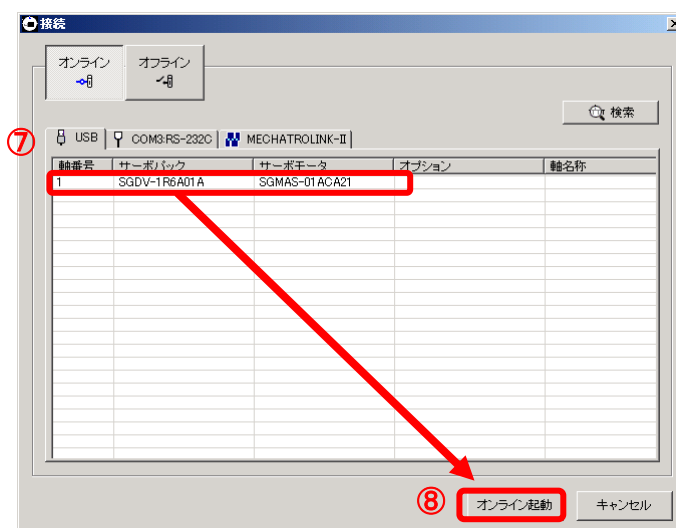 接続
オンライン オフライン
検索
⑦ USB COM3:RS-232C MECHATROLINK-Ⅱ
軸番号 サーボパック サーボモータ オプション 軸名称
1 SGDV-1R6A01A SGMAS-01ACA21
⑧ オンライン起動 キャンセル